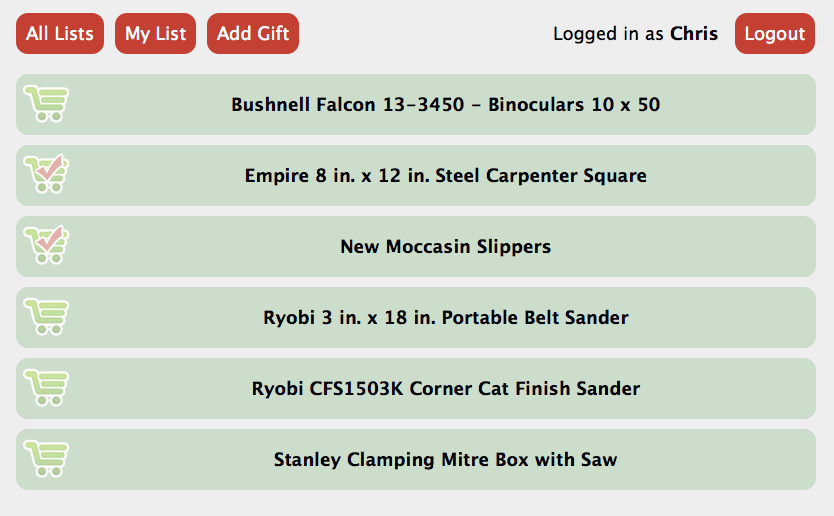 All Lists My List Add Gift Logged in as Chris Logout
Bushnell Falcon 13-3450 - Binoculars 10 x 50
Empire 8 in. x 12 in. Steel Carpenter Square
New Moccasin Slippers
Ryobi 3 in. x 18 in. Portable Belt Sander
Ryobi CFS1503K Corner Cat Finish Sander
Stanley Clamping Mitre Box with Saw